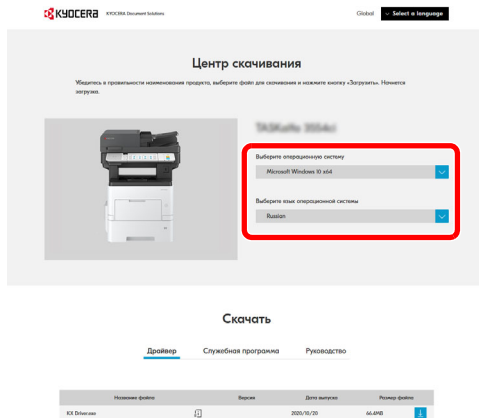 KYOCERA KYOCERA Document Solutions Global Select a language
Центр скачивания
Убедитесь в правильности наименования продукта, выберите файл для скачивания и нажмите кнопку «Загрузить». Начнется
загрузка.
Выберите операционную систему
Microsoft Windows 10 x64
Выберите язык операционной системы
Russian
Скачать
Драйвер Служебная программа Руководство
Название файла Версия Дата выпуска Размер файла
KX Driver.exe 2020/10/20 66.6MB